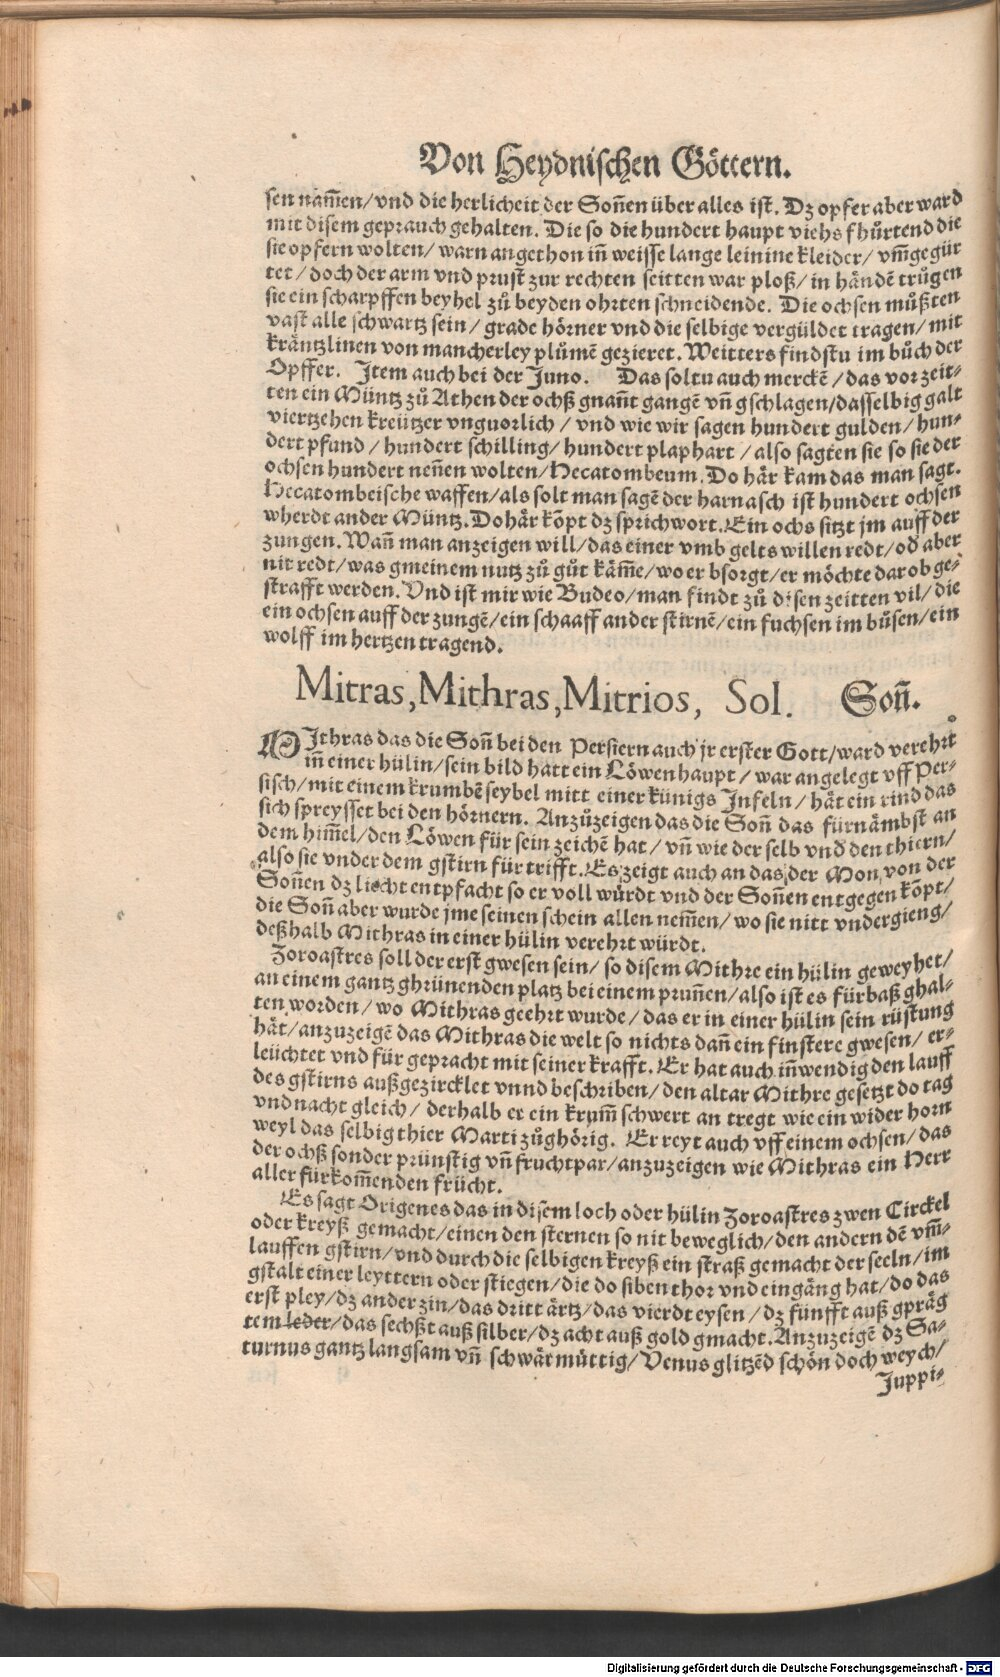 Von Heydnischen Göttern.
sen nam̃en/vnd die herlicheit der Soñen über alles ist. Dz opfer aber ward
mit disem geprauch gehalten. Die so die hundert haupt viehs fhůrtend die
sie opfern wolten/ warn angethon iñ weisse lange leinine kleider/ vm̃gegür
tet/ doch der arm vnd prust zur rechten seitten war ploß/ in händẽ trůgen
sie ein scharpffen beyhel zů beyden ohrten schneidende. Die ochsen můßten
vast alle schwartz sein/ grade hörner vnd die selbige vergüldet tragen/ mit
kräntzlinen von mancherley plůmẽ gezieret. Weitters findstu im bůch der
Opffer. Item auch bei der Juno. Das soltu auch merckẽ/ das vor zeit-
ten ein Müntz zů Athen der ochß gnañt gangẽ vñ gschlagen/dasselbig galt
viertzehen kreützer vnguorlich/ vnd wie wir sagen hundert gulden/ hun-
dert pfund/ hundert schilling/ hundert plaphart/ also sagten sie so sie der
ochsen hundert neñen wolten/Hecatombeum. Do här kam das man sagt.
Hecatombeische waffen/als solt man sagẽ der harnasch ist hundert ochsen
wherdt ander Müntz. Do här kõpt dz sprichwort. Ein ochs sitzt jm auff der
zungen. Wañ man anzeigen will/das einer vmb gelts willen redt/od aber
nit redt/was gmeinem nutz zů gůt käm̃e/wo er bsorgt/er möchte darob ge-
strafft werden. Vnd ist mir wie Budeo/man findt zů disen zeitten vil/die
ein ochsen auff der zungẽ/ein schaaff an der stirnẽ/ein fuchsen im bůsen/ein
wolff im hertzen tragend.
Mitras, Mithras, Mitrios, Sol. Soñ.
MIthras das die Soñ bei den Persiern auch jr erster Gott/ward verehrt
iñ einer hülin/sein bild hatt ein Löwen haupt/ war angelegt vff Per-
sisch/mit einem krumbẽ seybel mitt einer künigs Infeln/ hät ein rind das
sich spreysset bei den hörnern. Anzůzeigen das die Soñ das fürnämbst an
dem him̃el/den Löwen für sein zeichẽ hat/ vñ wie der selb vnd̃ den thiern/
also sie vnder dem gstirn fürtrifft. Es zeigt auch an das der Mon von der
Soñen dz liecht entpfacht so er voll würdt vnd der Soñen entgegen kõpt/
die Soñ aber wurde jme seinen schein allen nem̃en/ wo sie nitt vndergieng/
deßhalb Mithras in einer hülin verehrt würdt.
Zoroastres soll der erst gwesen sein/ so disem Mithre ein hülin geweyhet/
an einem gantz ghrünenden platz bei einem pruñen/also ist es fürbaß ghal-
ten worden/ wo Mithras geehrt wurde/ das er in einer hülin sein rüstung
hät/anzuzeigẽ das Mithras die welt so nichts dañ ein finstere gwesen/ er-
leüchtet vnd für gepracht mit seiner krafft. Er hat auch iñwendig den lauff
des gstirns außgezircklet vnnd beschriben/den altar Mithre gesetzt do tag
vnd nacht gleich/ derhalb er ein krum̃ schwert an tregt wie ein wider horn
weyl das selbig thier Marti zůghörig. Er reyt auch vff einem ochsen/das
der ochß sonder prünstig vñ fruchtpar/anzuzeigen wie Mithras ein Herr
aller fürkom̃enden frücht.
Es sagt Origenes das in disem loch oder hülin Zoroastres zwen Circkel
oder kreyß gemacht/einen den sternen so nit beweglich/den andern dẽ vm̃-
lauffen gstirn/vnd durch die selbigen kreyß ein straß gemacht der seeln/im
gstalt einer leyttern oder stiegen/die do siben thor vnd eingäng hat/do das
erst pley/dz ander zin/das dritt ärtz/das vierdt eysen/ dz fünfft auß gpräg
tem leder/das sechßt auß silber/dz acht auß gold gmacht. Anzuzeigẽ dz Sa-
turnus gantz langsam vñ schwärmüttig/Venus glitzẽd schön doch weych/
Juppi-
Digitalisierung gefördert durch die Deutsche Forschungsgemeinschaft - DFG